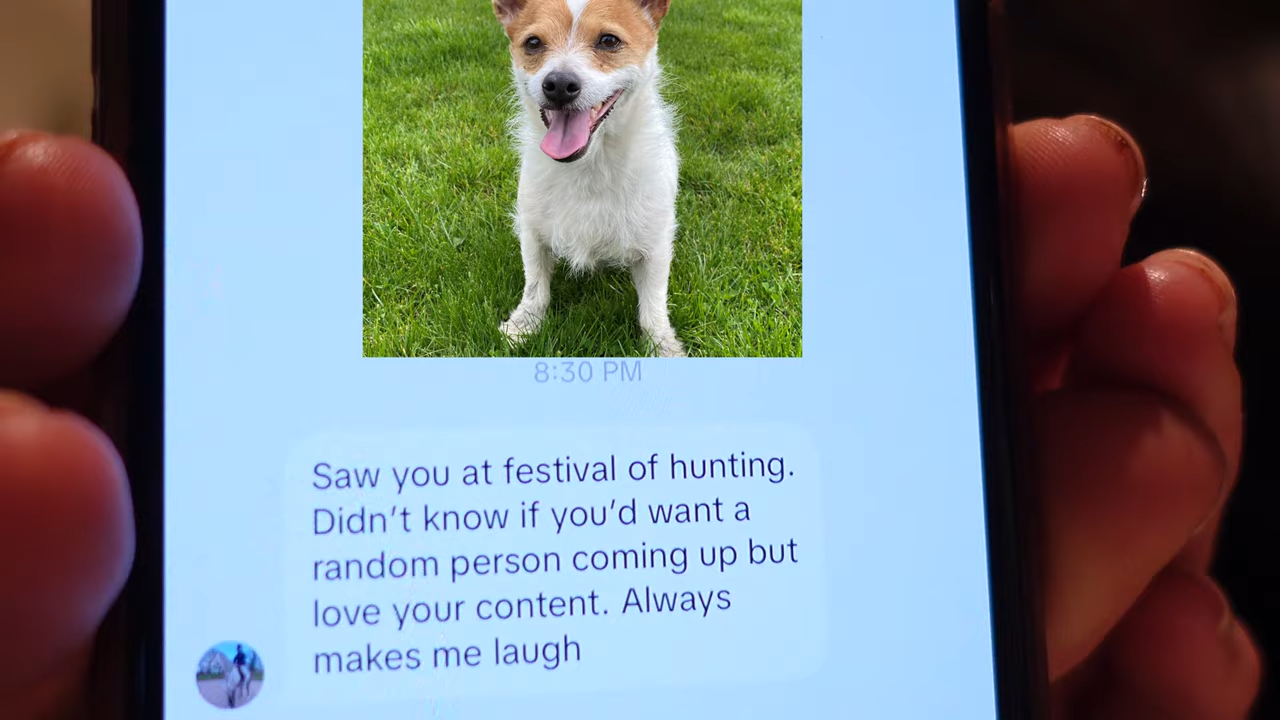 8:30 PM
Saw you at festival of hunting.
Didn't know if you'd want a
random person coming up but
love your content. Always
makes me laugh